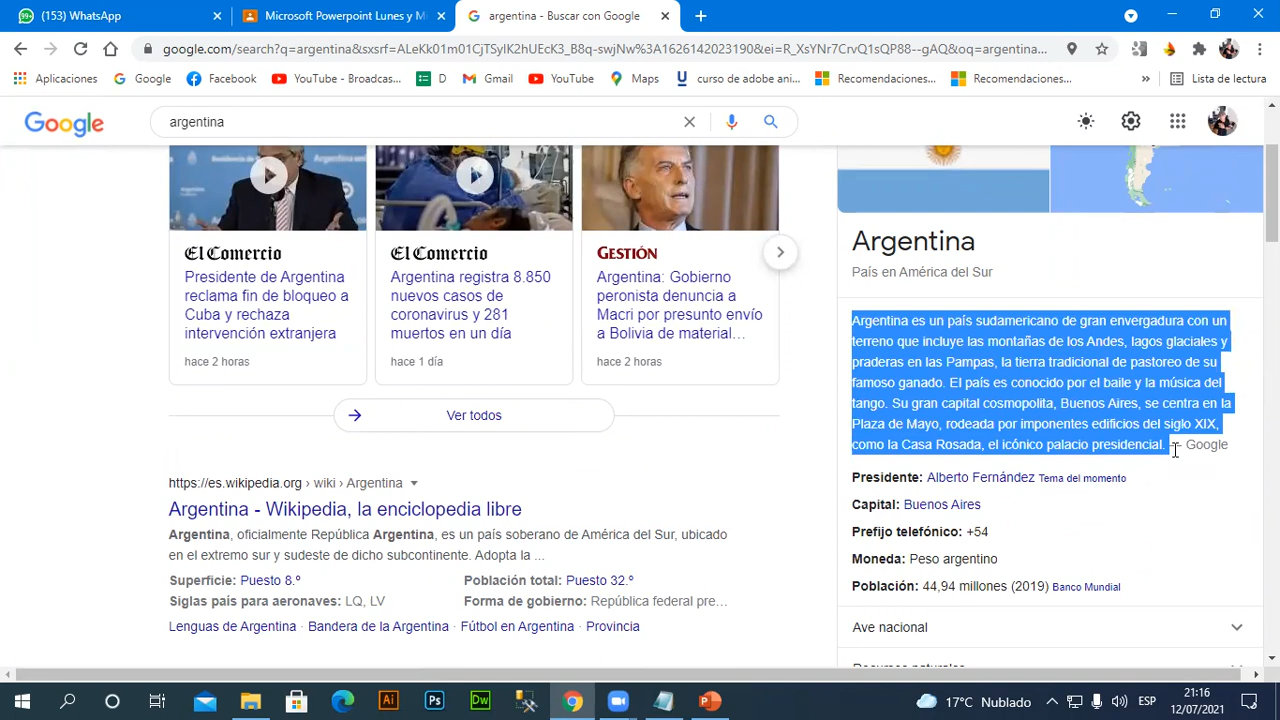 (153) WhatsApp
Microsoft Powerpoint Lunes y M
argentina - Buscar con Google
google.com/search?q=argentina&sxsrf=ALeKk01m01CjTSyIK2hUEcK3_B8q-swjNw%3A1626142023190&ei=R_XsYNr7CrvQ1sQP88--gAQ&oq=argentina...
Aplicaciones
Google
Facebook
YouTube - Broadcas...
D
Gmail
YouTube
Maps
curso de adobe ani...
Recomendaciones...
Recomendaciones...
»
Lista de lectura
Google
argentina
El Comercio
Presidente de Argentina
reclama fin de bloqueo a
Cuba y rechaza
intervención extranjera
hace 2 horas
El Comercio
Argentina registra 8.850
nuevos casos de
coronavirus y 281
muertos en un día
hace 1 día
GESTIÓN
Argentina: Gobierno
peronista denuncia a
Macri por presunto envío
a Bolivia de material...
hace 2 horas
Ver todos
https://es.wikipedia.org › wiki › Argentina
Argentina - Wikipedia, la enciclopedia libre
Argentina, oficialmente República Argentina, es un país soberano de América del Sur, ubicado
en el extremo sur y sudeste de dicho subcontinente. Adopta la ...
Superficie: Puesto 8.º
Población total: Puesto 32.º
Siglas país para aeronaves: LQ, LV
Forma de gobierno: República federal pre...
Lenguas de Argentina · Bandera de la Argentina · Fútbol en Argentina · Provincia
Argentina
País en América del Sur
Argentina es un país sudamericano de gran envergadura con un
terreno que incluye las montañas de los Andes, lagos glaciales y
praderas en las Pampas, la tierra tradicional de pastoreo de su
famoso ganado. El país es conocido por el baile y la música del
tango. Su gran capital cosmopolita, Buenos Aires, se centra en la
Plaza de Mayo, rodeada por imponentes edificios del siglo XIX,
como la Casa Rosada, el icónico palacio presidencial. — Google
Presidente: Alberto Fernández Tema del momento
Capital: Buenos Aires
Prefijo telefónico: +54
Moneda: Peso argentino
Población: 44,94 millones (2019) Banco Mundial
Ave nacional
Ai
Ps
Dw
17°C Nublado
ESP
21:16
12/07/2021